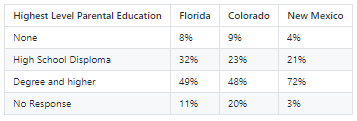 Highest Level Parental Education Florida Colorado New Mexico
None 8% 9% 4%
High School Disploma 32% 23% 21%
Degree and higher 49% 48% 72%
No Response 11% 20% 3%